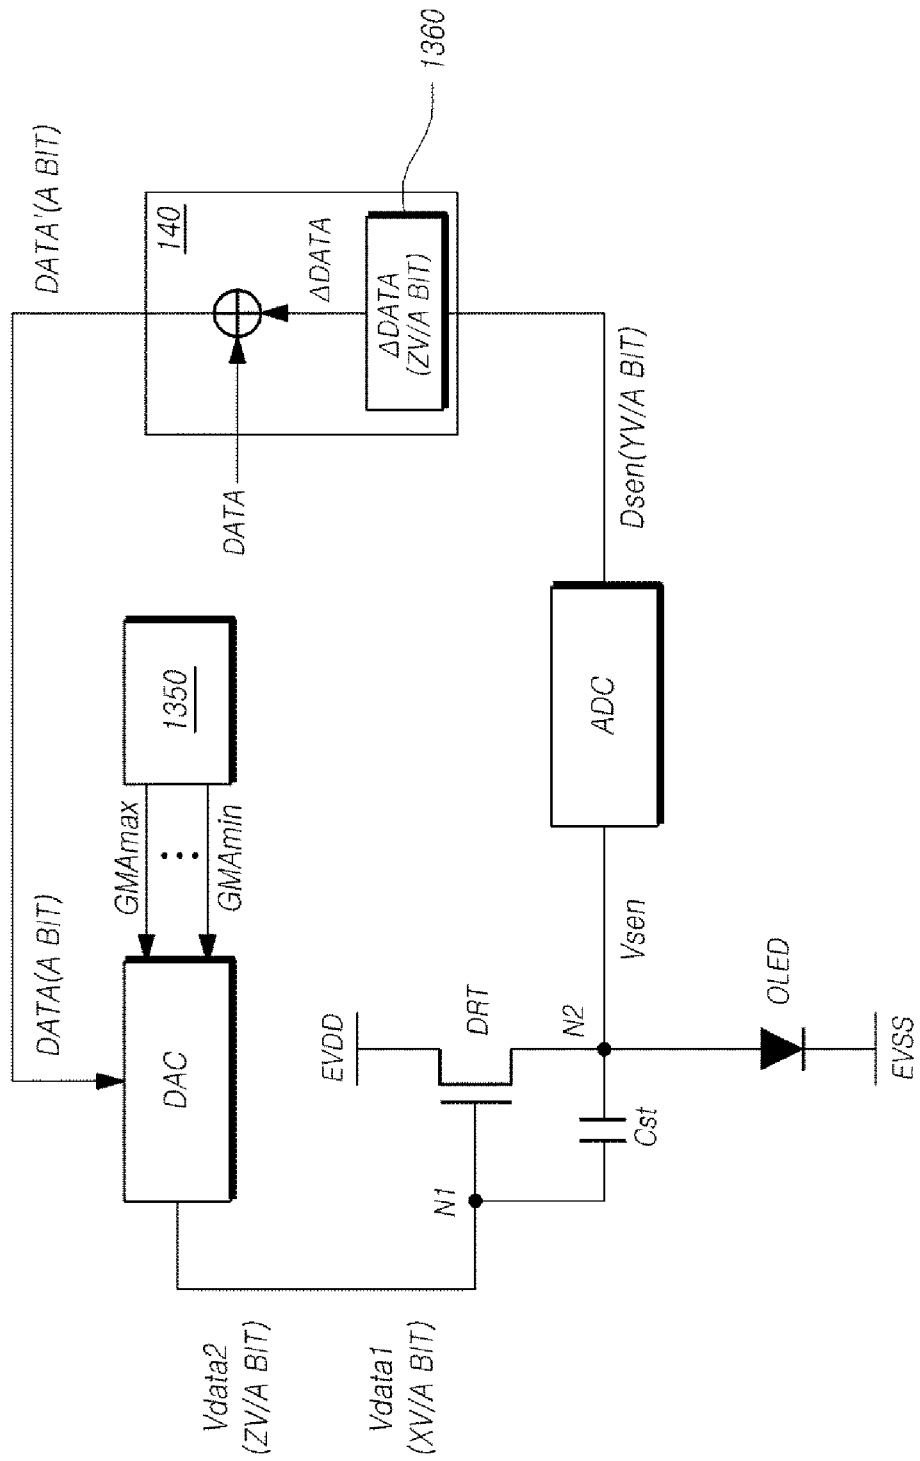 DATA(A BIT)
DATA'(A BIT)
DAC
GMAmax
GMAmin
1350
DATA
140
ΔDATA
ΔDATA
(ZV/A BIT)
1360
Vdata2
(ZV/A BIT)
Vdata1
(XV/A BIT)
N1
EVDD
DRT
N2
Cst
Vsen
ADC
Dsen(YV/A BIT)
OLED
EVSS